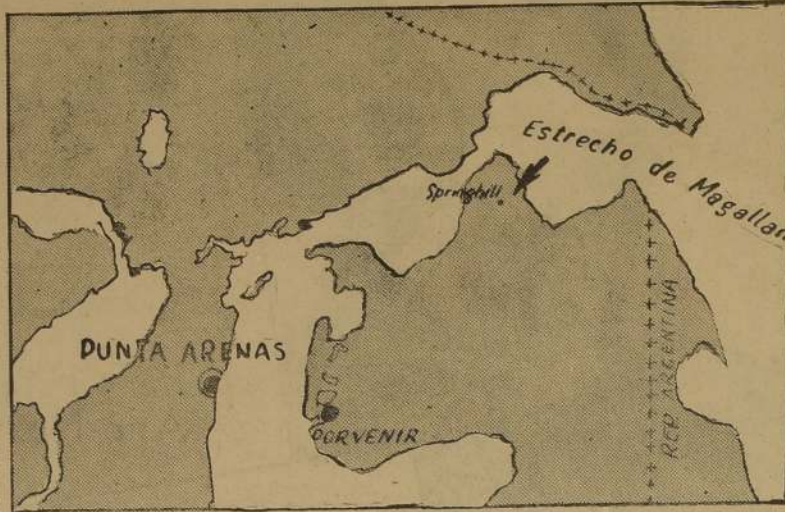 Estrecho de Magallan
Springhill
PUNTA ARENAS
PORVENIR
REP ARGENTINA